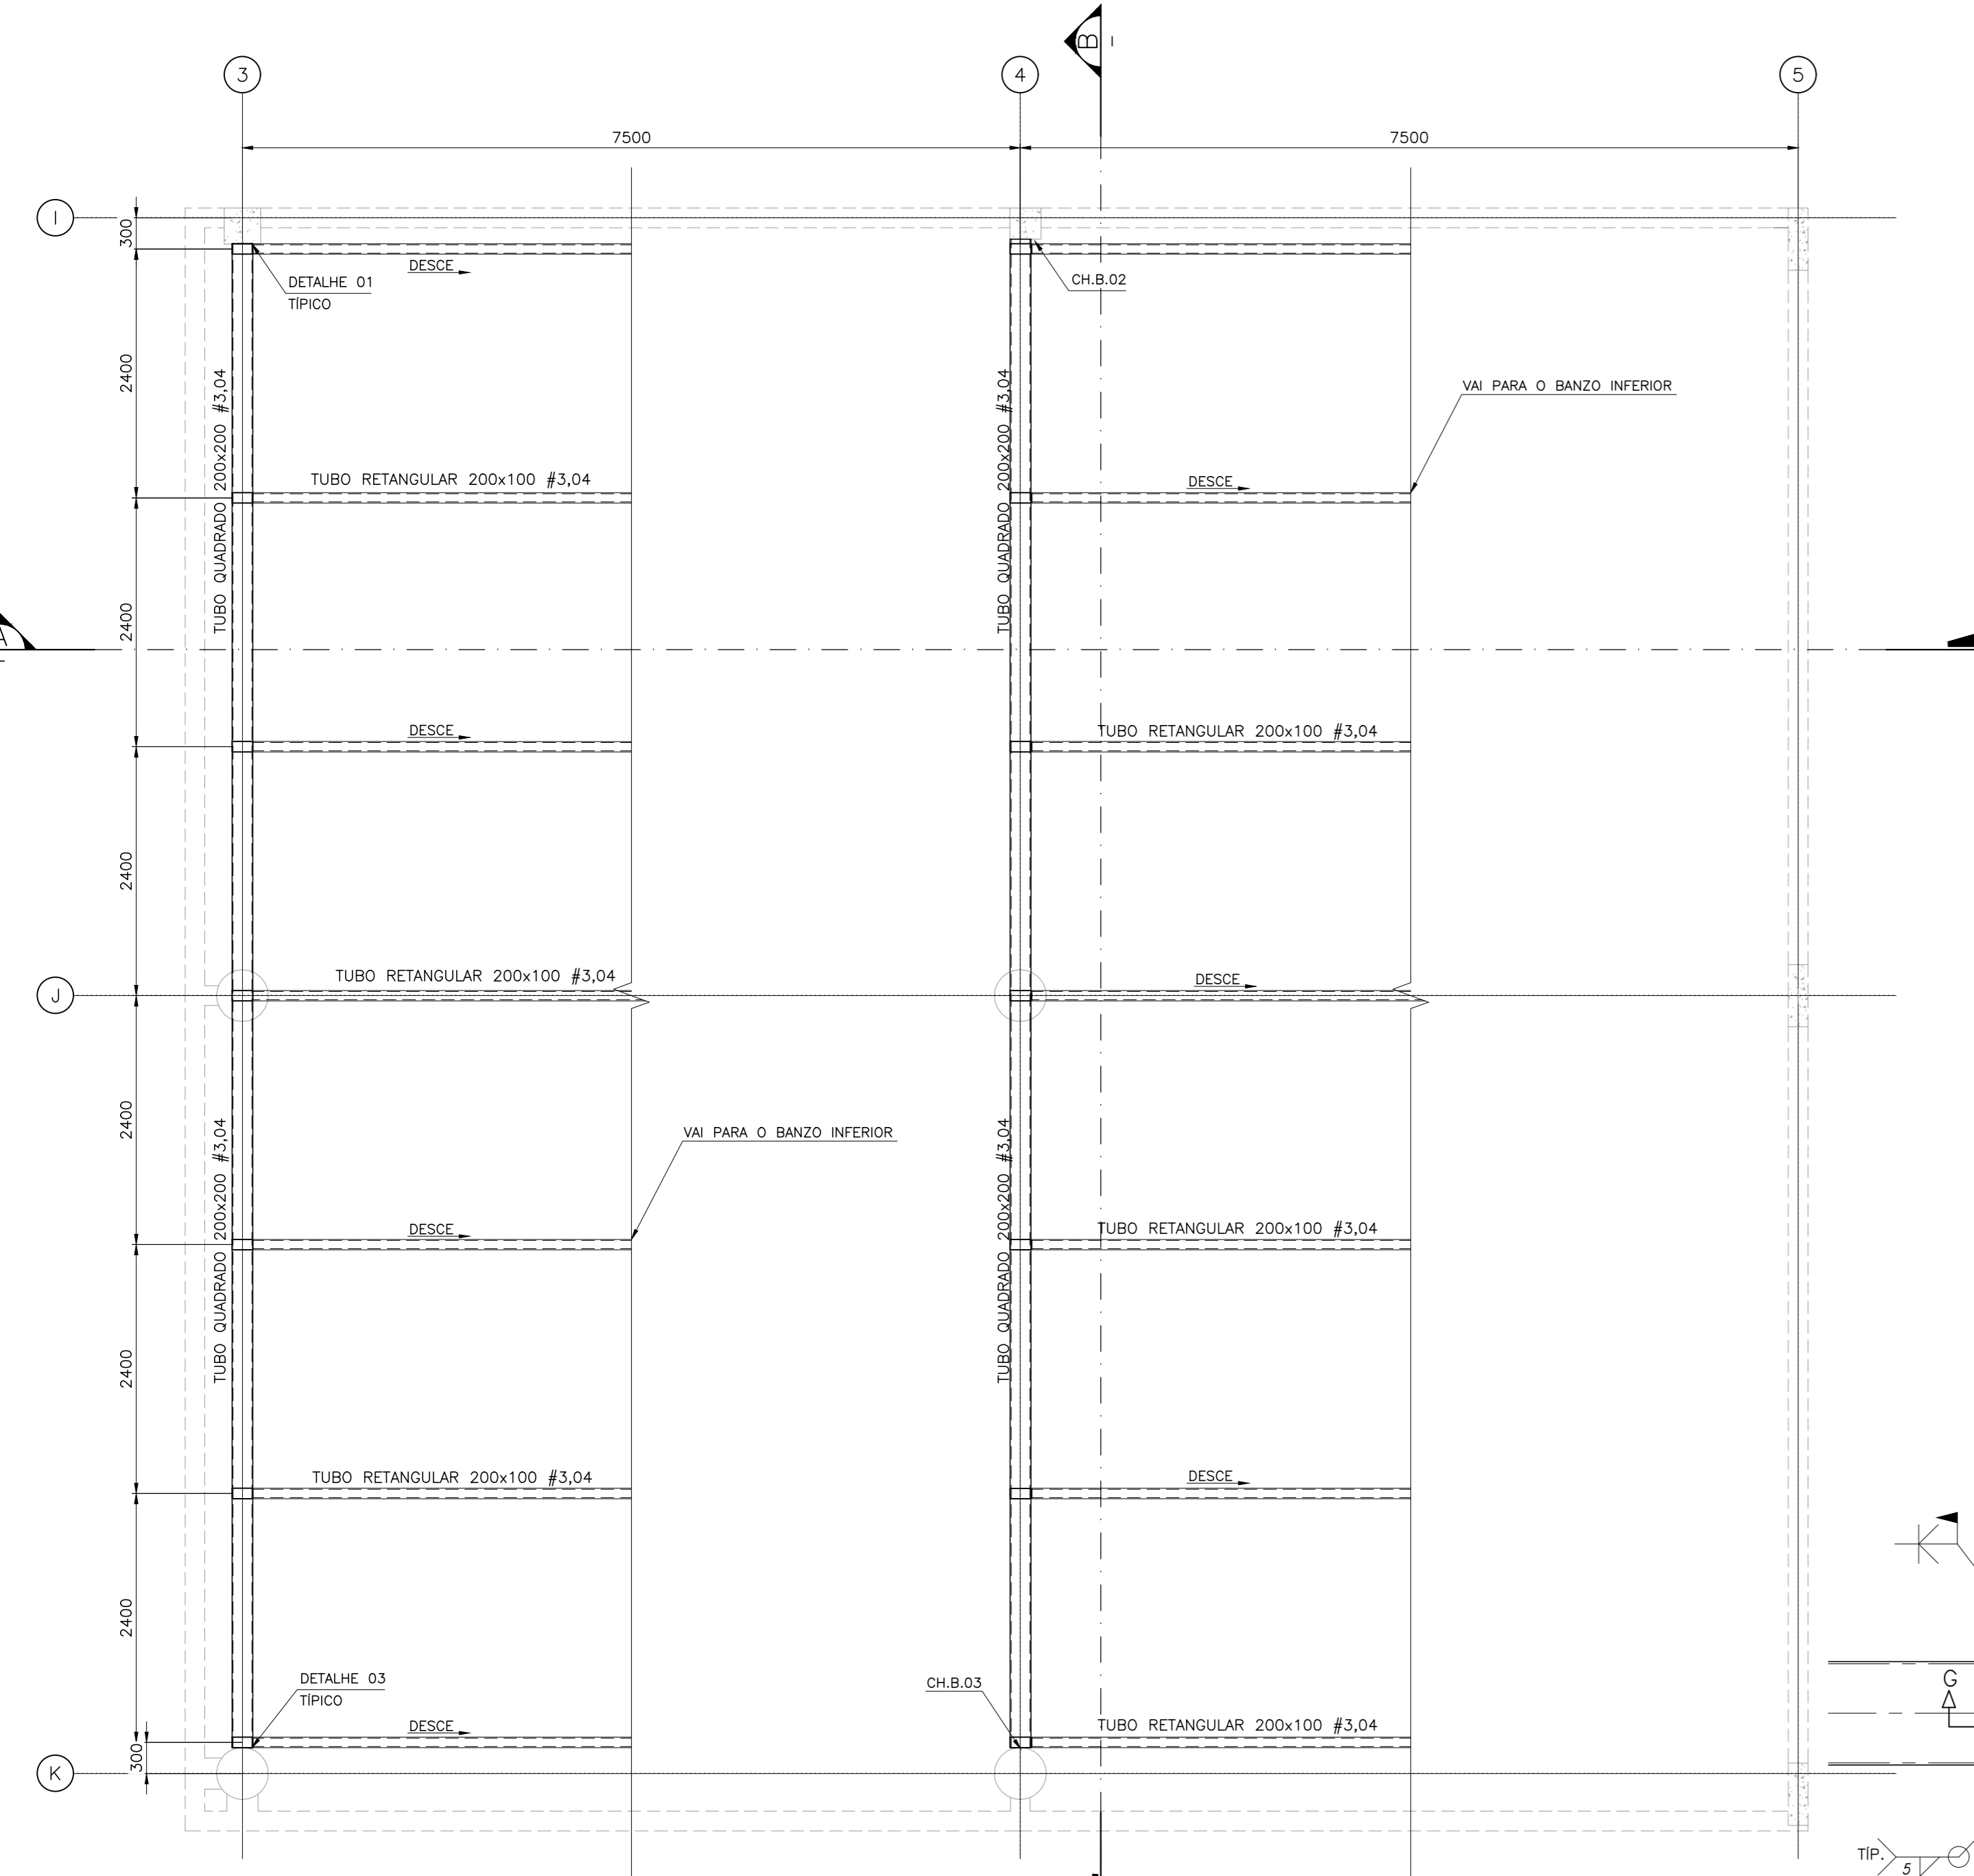 B
3
4
5
7500
7500
I
300
DESCE
DETALHE 01
TÍPICO
CH.B.02
2400
TUBO QUADRADO 200x200 #3,04
TUBO QUADRADO 200x200 #3,04
VAI PARA O BANZO INFERIOR
TUBO RETANGULAR 200x100 #3,04
DESCE
2400
A
DESCE
TUBO RETANGULAR 200x100 #3,04
2400
TUBO RETANGULAR 200x100 #3,04
DESCE
J
2400
TUBO QUADRADO 200x200 #3,04
TUBO QUADRADO 200x200 #3,04
VAI PARA O BANZO INFERIOR
DESCE
TUBO RETANGULAR 200x100 #3,04
2400
TUBO RETANGULAR 200x100 #3,04
DESCE
2400
DETALHE 03
TÍPICO
CH.B.03
G
DESCE
TUBO RETANGULAR 200x100 #3,04
300
K
TÍP.
5